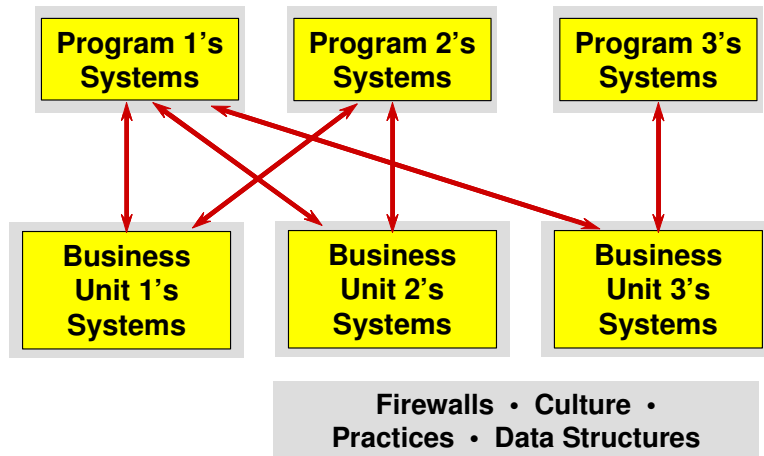 Program 1's
Systems
Program 2's
Systems
Program 3's
Systems
Business
Unit 1's
Systems
Business
Unit 2's
Systems
Business
Unit 3's
Systems
Firewalls • Culture •
Practices • Data Structures